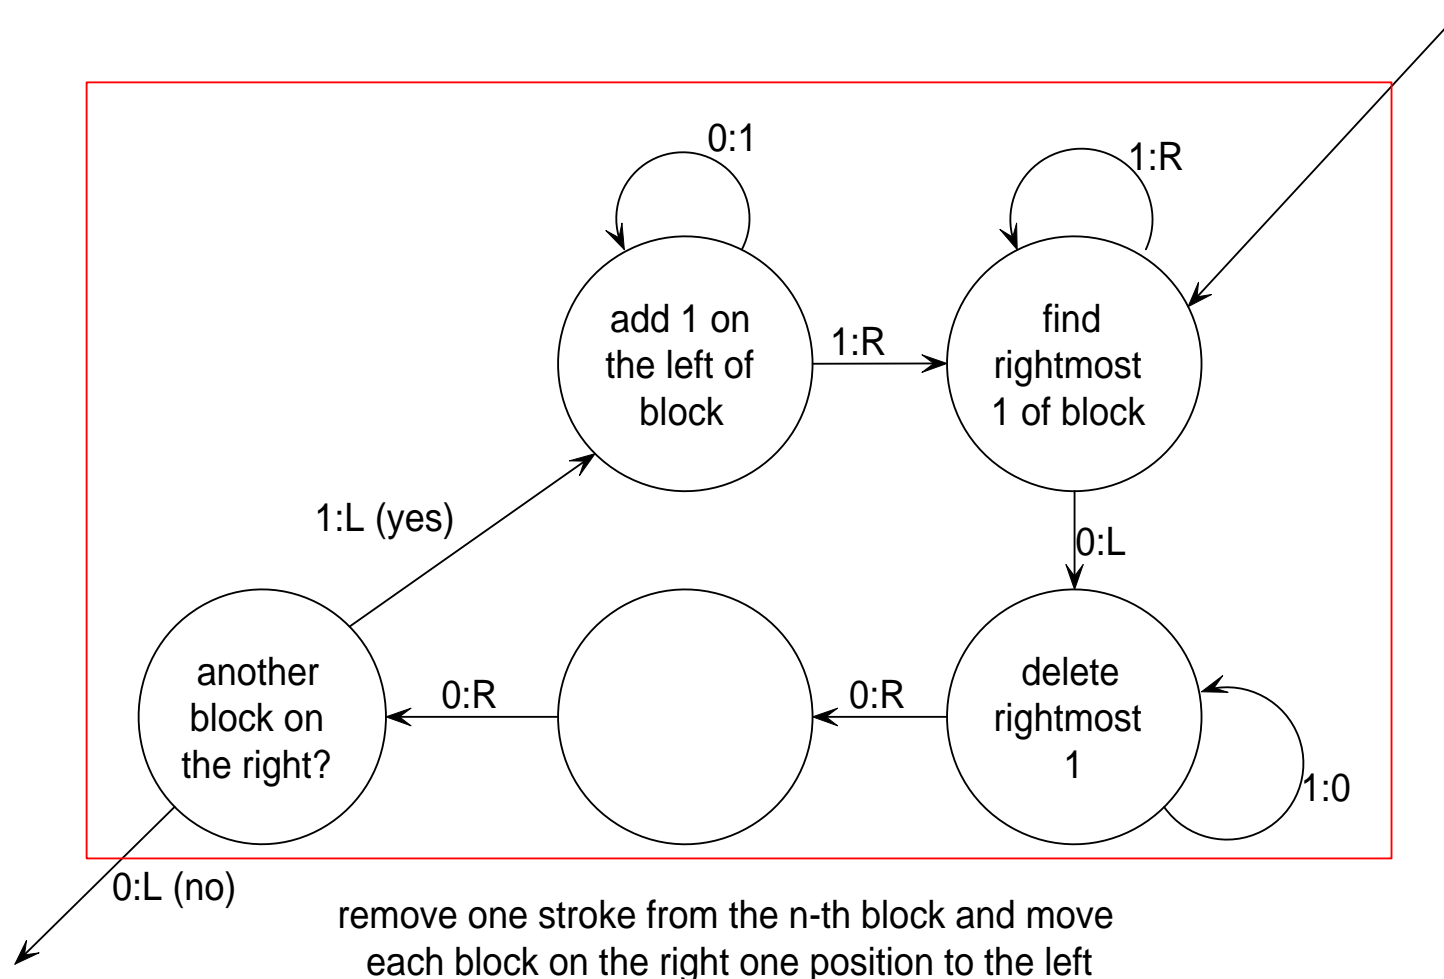 0:1
1:R
add 1 on
the left of
block
1:R
find
rightmost
1 of block
1:L (yes)
0:L
another
block on
the right?
0:R
0:R
delete
rightmost
1
1:0
0:L (no)
remove one stroke from the n-th block and move
each block on the right one position to the left